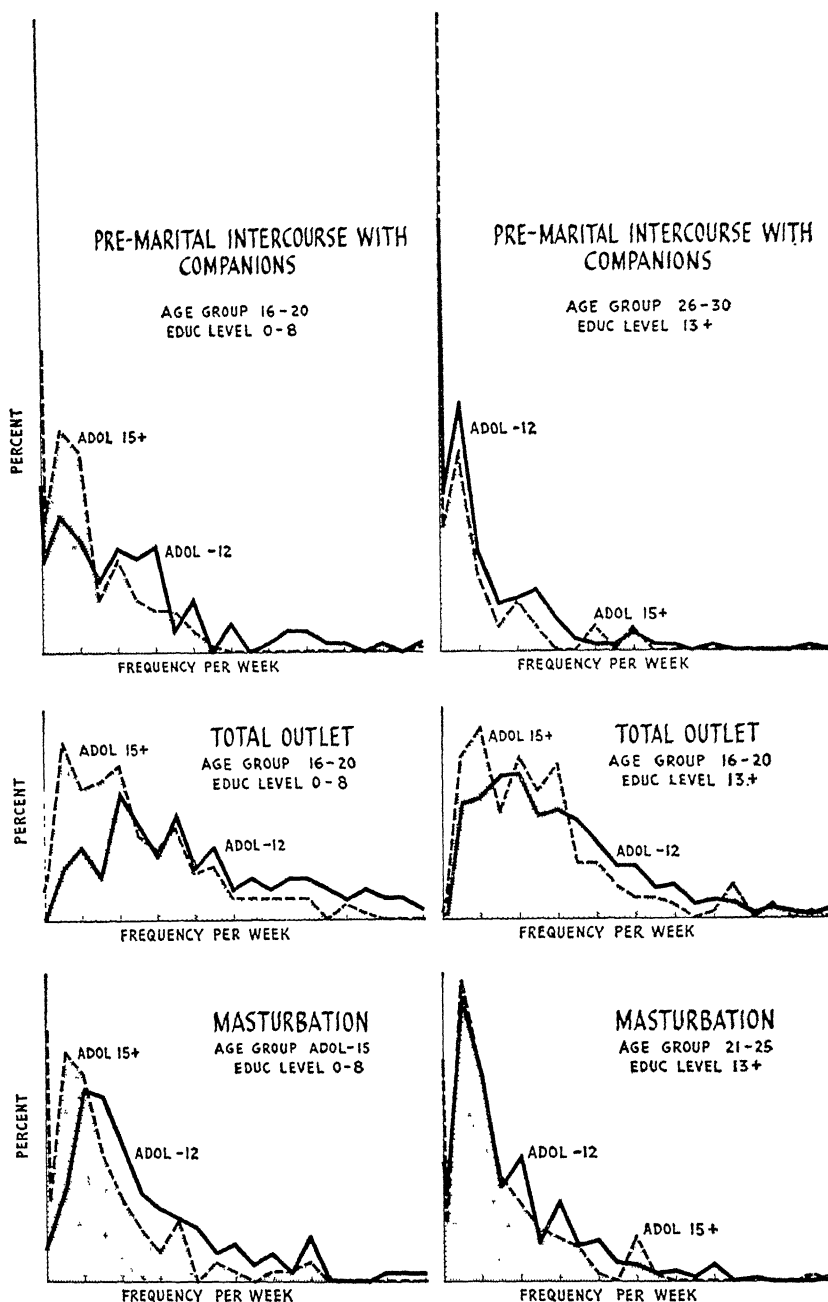 PRE-MARITAL INTERCOURSE WITH
COMPANIONS
AGE GROUP 16-20
EDUC LEVEL 0-8
PERCENT
ADOL 15+
ADOL -12
FREQUENCY PER WEEK
PRE-MARITAL INTERCOURSE WITH
COMPANIONS
AGE GROUP 26-30
EDUC LEVEL 13+
ADOL -12
ADOL 15+
FREQUENCY PER WEEK
TOTAL OUTLET
AGE GROUP 16-20
EDUC LEVEL 0-8
PERCENT
ADOL 15+
ADOL -12
FREQUENCY PER WEEK
TOTAL OUTLET
AGE GROUP 16-20
EDUC LEVEL 13+
ADOL 15+
ADOL -12
FREQUENCY PER WEEK
MASTURBATION
AGE GROUP ADOL-15
EDUC LEVEL 0-8
PERCENT
ADOL 15+
ADOL -12
FREQUENCY PER WEEK
MASTURBATION
AGE GROUP 21-25
EDUC LEVEL 13+
ADOL -12
ADOL 15+
FREQUENCY PER WEEK